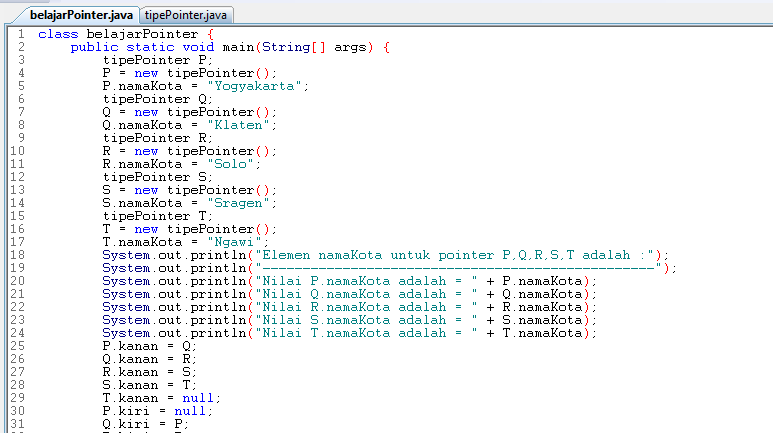 belajarPointer.java tipePointer.java
1 class belajarPointer {
2 public static void main(String[] args) {
3 tipePointer P;
4 P = new tipePointer();
5 P.namaKota = "Yogyakarta";
6 tipePointer Q;
7 Q = new tipePointer();
8 Q.namaKota = "Klaten";
9 tipePointer R;
10 R = new tipePointer();
11 R.namaKota = "Solo";
12 tipePointer S;
13 S = new tipePointer();
14 S.namaKota = "Sragen";
15 tipePointer T;
16 T = new tipePointer();
17 T.namaKota = "Ngawi";
18 System.out.println("Elemen namaKota untuk pointer P,Q,R,S,T adalah :");
19 System.out.println("-------------------------------------------------");
20 System.out.println("Nilai P.namaKota adalah = " + P.namaKota);
21 System.out.println("Nilai Q.namaKota adalah = " + Q.namaKota);
22 System.out.println("Nilai R.namaKota adalah = " + R.namaKota);
23 System.out.println("Nilai S.namaKota adalah = " + S.namaKota);
24 System.out.println("Nilai T.namaKota adalah = " + T.namaKota);
25 P.kanan = Q;
26 Q.kanan = R;
27 R.kanan = S;
28 S.kanan = T;
29 T.kanan = null;
30 P.kiri = null;
31 Q.kiri = P;